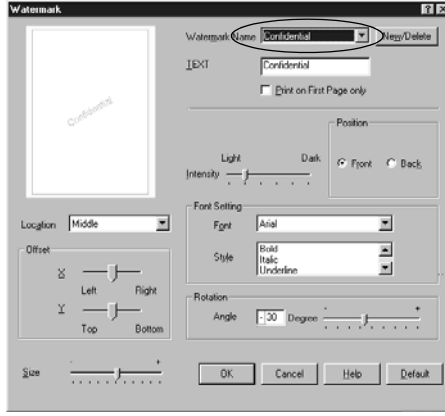 Watermark
Confidential
Watermark Name Confidential New/Delete
TEXT Confidential
Print on First Page only
Position
Light Dark
Intensity
Front Back
Location Middle
Font Setting
Font Arial
Style Bold
Italic
Underline
Offset
X
Left Right
Y
Top Bottom
Rotation
Angle - 30 Degree - +
Size - +
OK Cancel Help Default